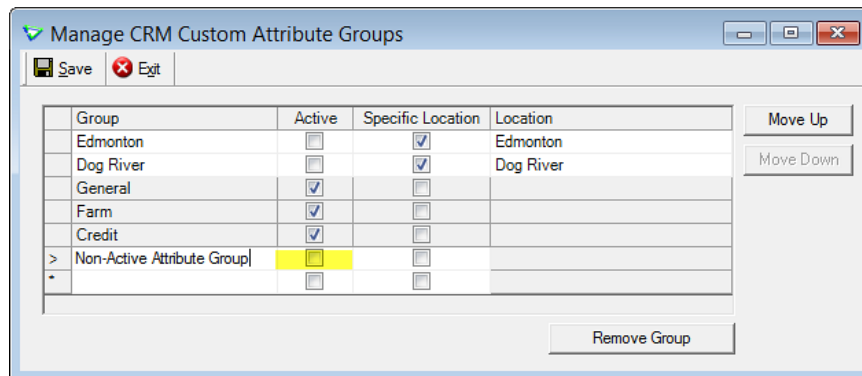 Manage CRM Custom Attribute Groups
Save Exit
Group Active Specific Location Location
Edmonton Edmonton
Dog River Dog River
General
Farm
Credit
> Non-Active Attribute Group
*
Move Up
Move Down
Remove Group